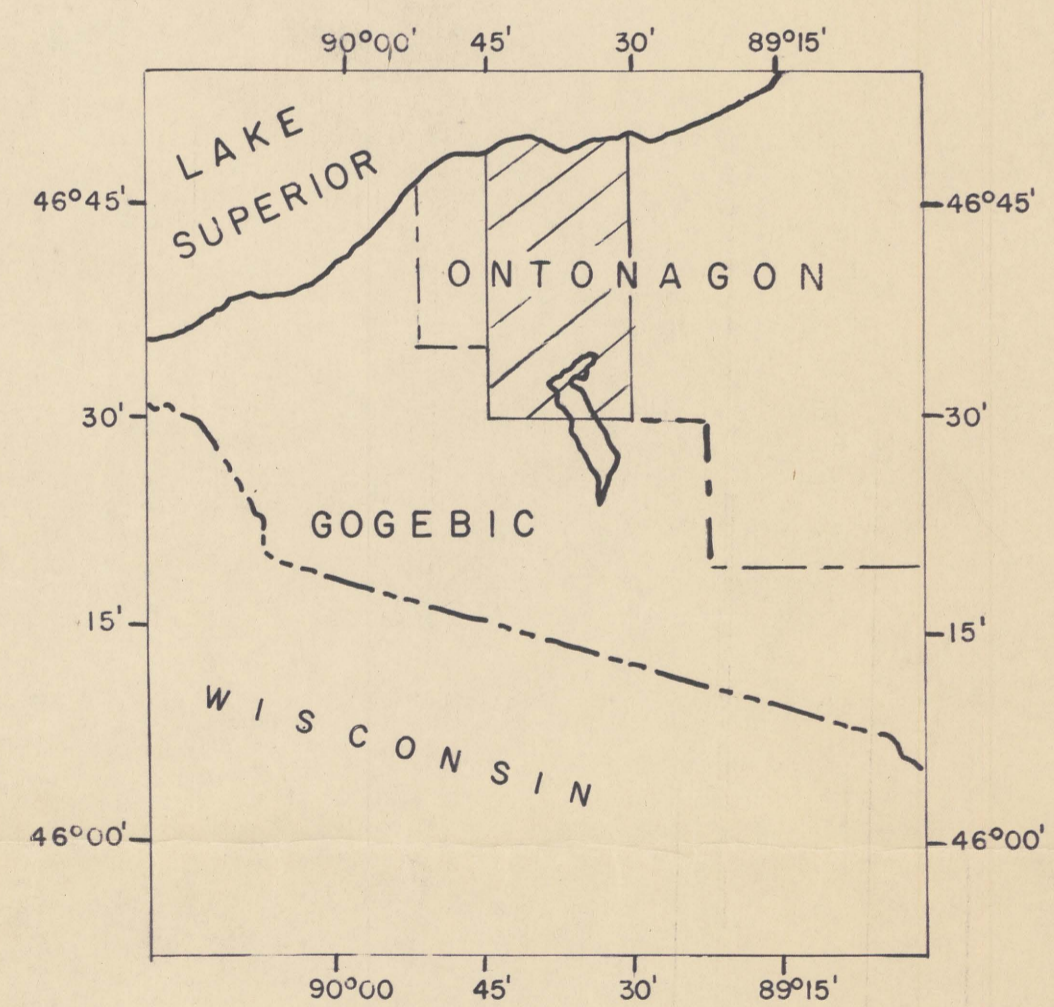 90°00' 45' 30' 89°15'
LAKE
SUPERIOR
46°45' 46°45'
ONTONAGON
30' 30'
GOGEBIC
15' 15'
WISCONSIN
46°00' 46°00'
90°00 45' 30' 89°15'